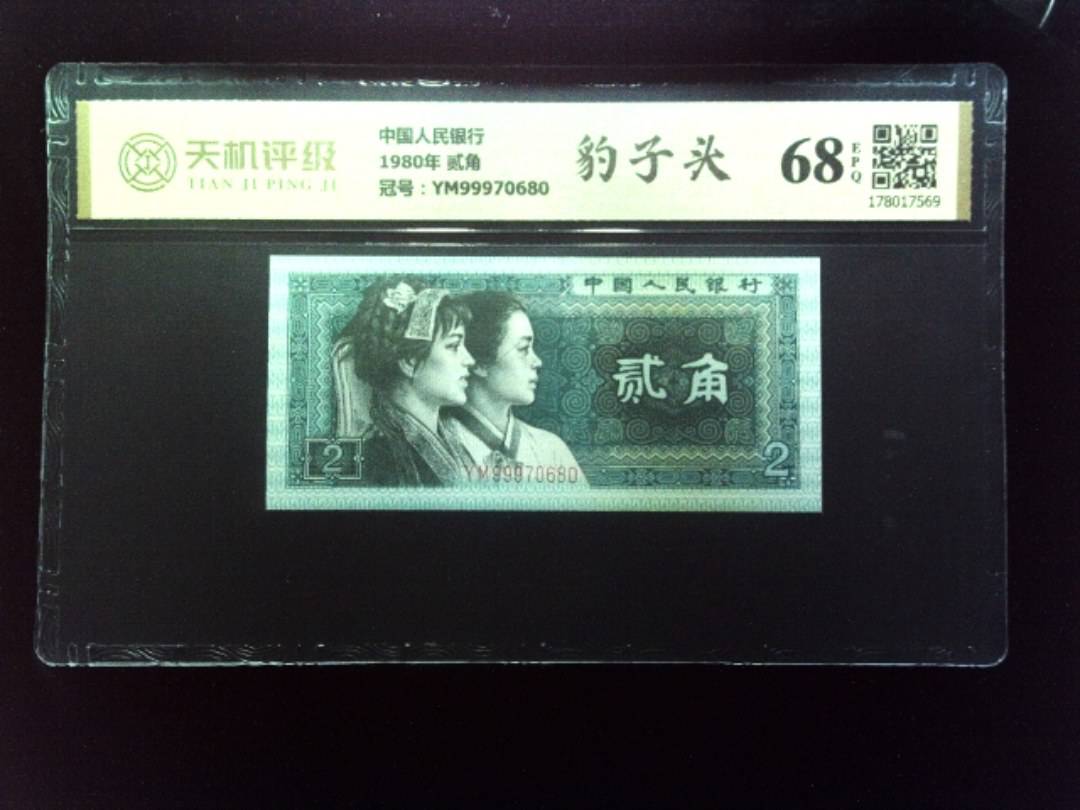 天机评级
TIAN JI PING JI
中国人民银行
1980年 贰角
冠号：YM99970680
豹子头
68
EPQ
178017569
中国人民银行
贰角
2
2
YM99970680